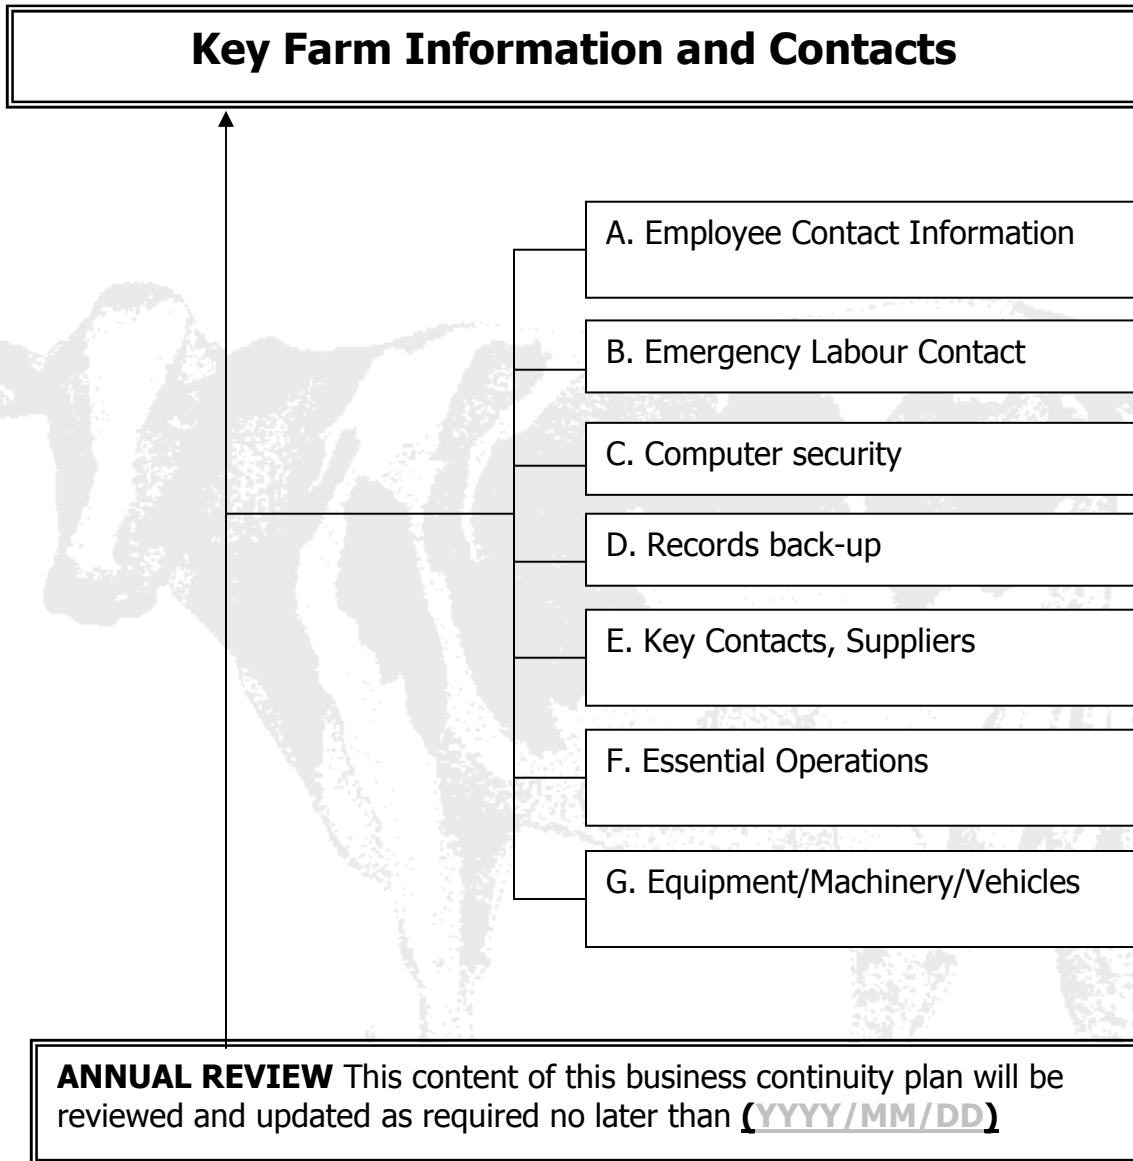 Key Farm Information and Contacts
A. Employee Contact Information
B. Emergency Labour Contact
C. Computer security
D. Records back-up
E. Key Contacts, Suppliers
F. Essential Operations
G. Equipment/Machinery/Vehicles
ANNUAL REVIEW This content of this business continuity plan will be
reviewed and updated as required no later than (YYYY/MM/DD)